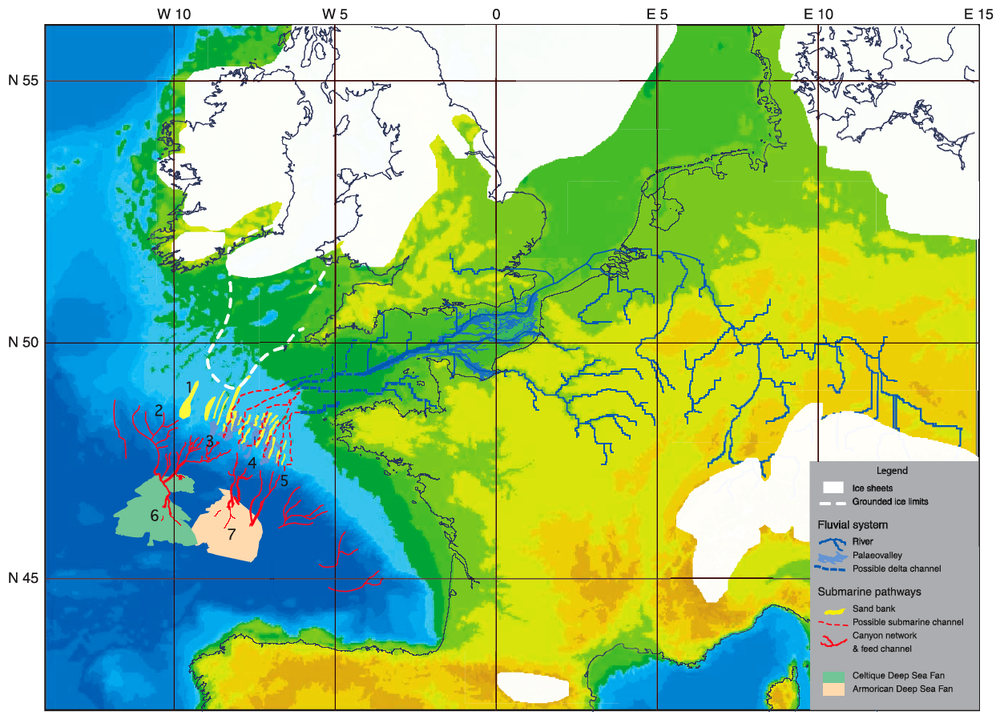 W 10 W 5 0 E 5 E 10 E 15
N 55
N 50
1
2
3
4
5
6
7
N 45
Legend
Ice sheets
Grounded ice limits
Fluvial system
River
Palaeovalley
Possible delta channel
Submarine pathways
Sand bank
Possible submarine channel
Canyon network
& feed channel
Celtique Deep Sea Fan
Armorican Deep Sea Fan